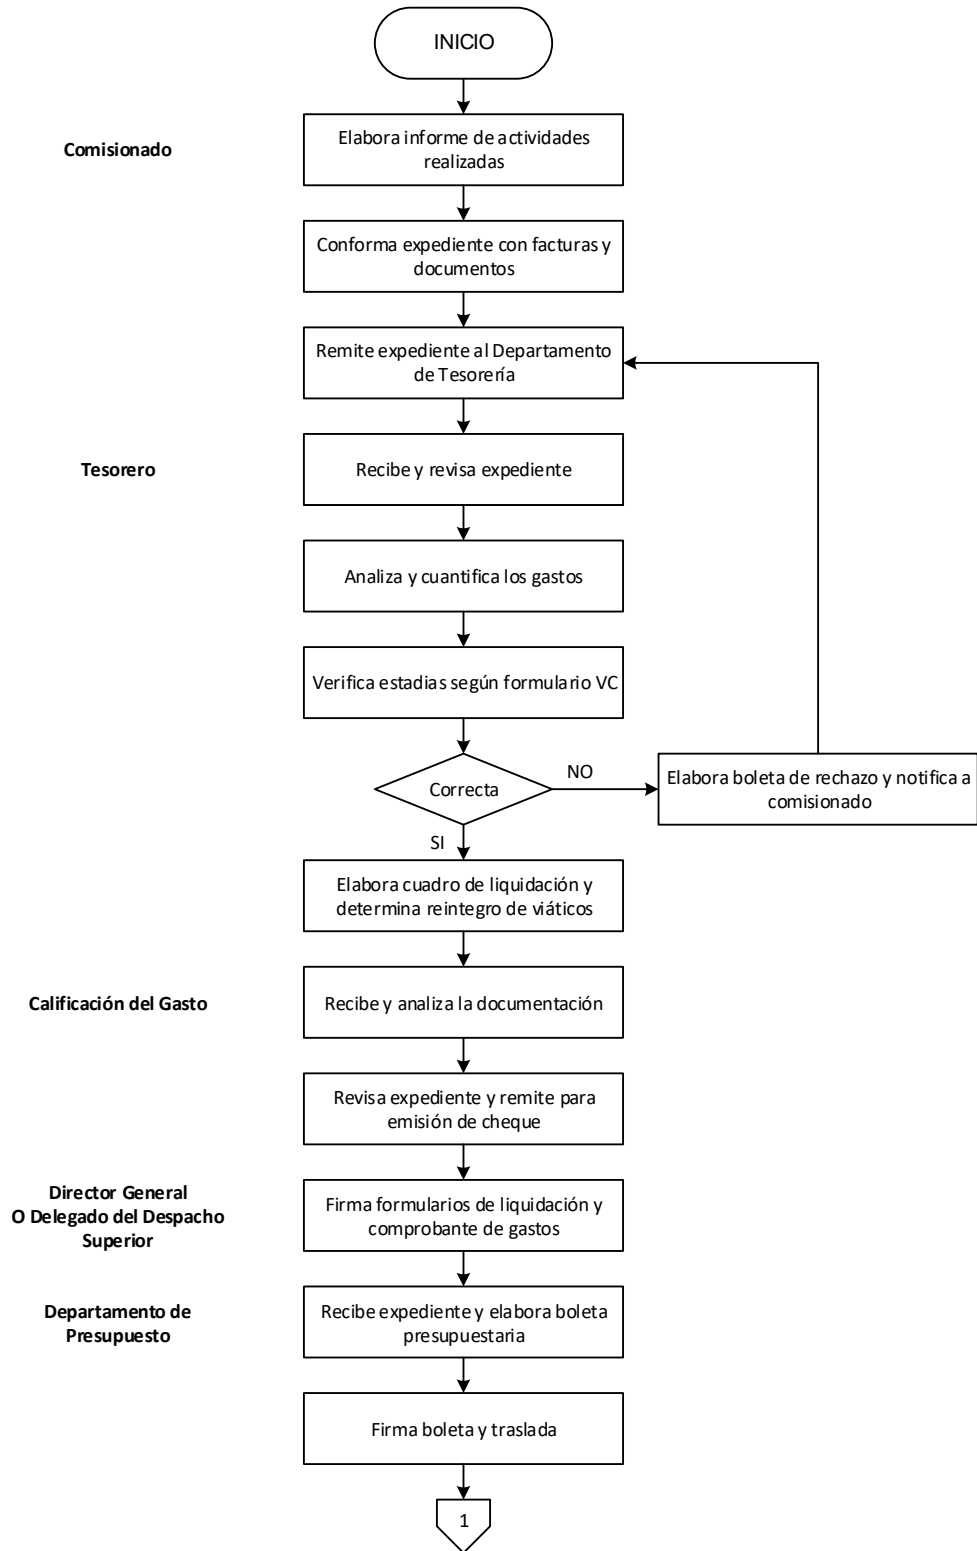 INICIO
Comisionado
Elabora informe de actividades
realizadas
Conforma expediente con facturas y
documentos
Remite expediente al Departamento
de Tesorería
Tesorero
Recibe y revisa expediente
Analiza y cuantifica los gastos
Verifica estadias según formulario VC
Correcta
NO
Elabora boleta de rechazo y notifica a
comisionado
SI
Elabora cuadro de liquidación y
determina reintegro de viáticos
Calificación del Gasto
Recibe y analiza la documentación
Revisa expediente y remite para
emisión de cheque
Director General
O Delegado del Despacho
Superior
Firma formularios de liquidación y
comprobante de gastos
Departamento de
Presupuesto
Recibe expediente y elabora boleta
presupuestaria
Firma boleta y traslada
1